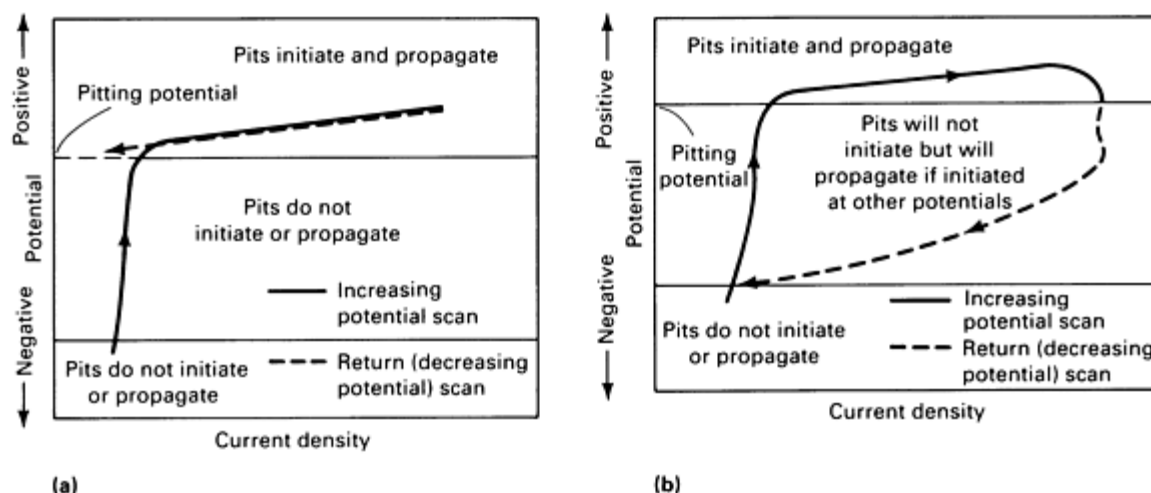 Positive
Potential
Negative
Pitting potential
Pits initiate and propagate
Pits do not
initiate or propagate
Increasing
potential scan
Return (decreasing
potential) scan
Pits do not initiate
or propagate
Current density
(a)
Positive
Potential
Negative
Pits initiate and propagate
Pitting
potential
Pits will not
initiate but will
propagate if initiated
at other potentials
Increasing
potential scan
Return (decreasing
potential) scan
Pits do not initiate
or propagate
Current density
(b)